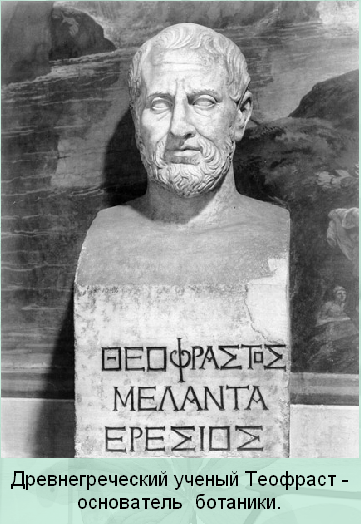 ΘΕΟΦΡΑΣΤΟΣ
ΜΕΛΑΝΤΑ
ΕΡΕΣΙΟΣ
Древнегреческий ученый Теофраст -
основатель ботаники.